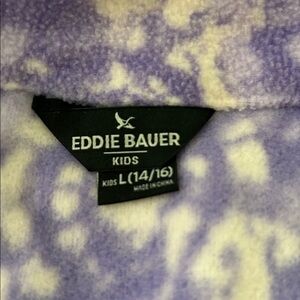 EDDIE BAUER
KIDS
KIDS L (14/16)
MADE IN CHINA